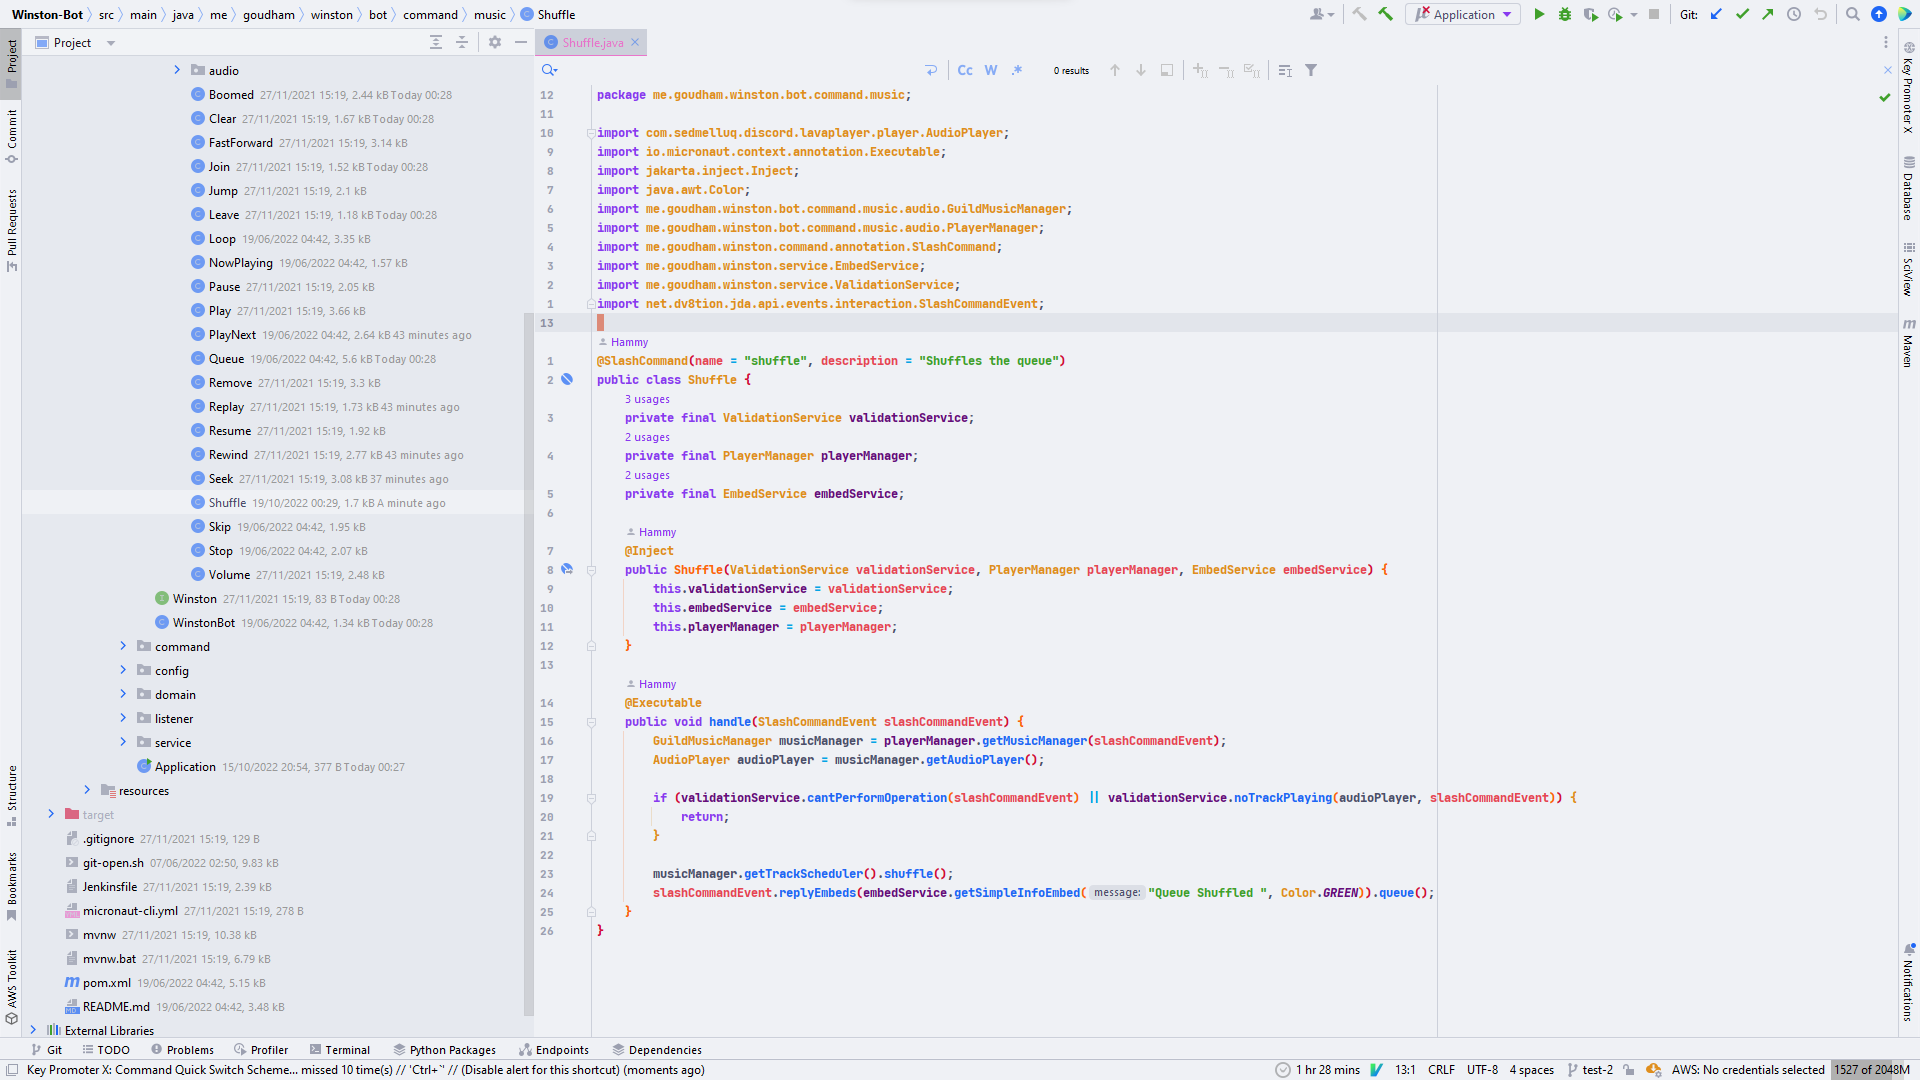 Winston-Bot src main java me goudham winston bot command music Shuffle
Application
Git:
Project
Shuffle.java
Cc W .*
0 results
audio
Boomed 27/11/2021 15:19, 2.44 kB Today 00:28
Clear 27/11/2021 15:19, 1.67 kB Today 00:28
FastForward 27/11/2021 15:19, 3.14 kB
Join 27/11/2021 15:19, 1.52 kB Today 00:28
Jump 27/11/2021 15:19, 2.1 kB
Leave 27/11/2021 15:19, 1.18 kB Today 00:28
Loop 19/06/2022 04:42, 3.35 kB
NowPlaying 19/06/2022 04:42, 1.57 kB
Pause 27/11/2021 15:19, 2.05 kB
Play 27/11/2021 15:19, 3.66 kB
PlayNext 19/06/2022 04:42, 2.64 kB 43 minutes ago
Queue 19/06/2022 04:42, 5.6 kB Today 00:28
Remove 27/11/2021 15:19, 3.3 kB
Replay 27/11/2021 15:19, 1.73 kB 43 minutes ago
Resume 27/11/2021 15:19, 1.92 kB
Rewind 27/11/2021 15:19, 2.77 kB 43 minutes ago
Seek 27/11/2021 15:19, 3.08 kB 37 minutes ago
Shuffle 19/10/2022 00:29, 1.7 kB A minute ago
Skip 19/06/2022 04:42, 1.95 kB
Stop 19/06/2022 04:42, 2.07 kB
Volume 27/11/2021 15:19, 2.48 kB
Winston 27/11/2021 15:19, 83 B Today 00:28
WinstonBot 19/06/2022 04:42, 1.34 kB Today 00:28
command
config
domain
listener
service
Application 15/10/2022 20:54, 377 B Today 00:27
resources
target
.gitignore 27/11/2021 15:19, 129 B
git-open.sh 07/06/2022 02:50, 9.83 kB
Jenkinsfile 27/11/2021 15:19, 2.39 kB
micronaut-cli.yml 27/11/2021 15:19, 278 B
mvnw 27/11/2021 15:19, 10.38 kB
mvnw.bat 27/11/2021 15:19, 6.79 kB
pom.xml 19/06/2022 04:42, 5.15 kB
README.md 19/06/2022 04:42, 3.48 kB
External Libraries
12 package me.goudham.winston.bot.command.music;
11
10 import com.sedmelluq.discord.lavaplayer.player.AudioPlayer;
9 import io.micronaut.context.annotation.Executable;
8 import jakarta.inject.Inject;
7 import java.awt.Color;
6 import me.goudham.winston.bot.command.music.audio.GuildMusicManager;
5 import me.goudham.winston.bot.command.music.audio.PlayerManager;
4 import me.goudham.winston.command.annotation.SlashCommand;
3 import me.goudham.winston.service.EmbedService;
2 import me.goudham.winston.service.ValidationService;
1 import net.dv8tion.jda.api.events.interaction.SlashCommandEvent;
13
Hammy
1 @SlashCommand(name = "shuffle", description = "Shuffles the queue")
2 public class Shuffle {
3 usages
3 private final ValidationService validationService;
2 usages
4 private final PlayerManager playerManager;
2 usages
5 private final EmbedService embedService;
6
Hammy
7 @Inject
8 public Shuffle(ValidationService validationService, PlayerManager playerManager, EmbedService embedService) {
9 this.validationService = validationService;
10 this.embedService = embedService;
11 this.playerManager = playerManager;
12 }
13
Hammy
14 @Executable
15 public void handle(SlashCommandEvent slashCommandEvent) {
16 GuildMusicManager musicManager = playerManager.getMusicManager(slashCommandEvent);
17 AudioPlayer audioPlayer = musicManager.getAudioPlayer();
18
19 if (validationService.cantPerformOperation(slashCommandEvent) || validationService.noTrackPlaying(audioPlayer, slashCommandEvent)) {
20 return;
21 }
22
23 musicManager.getTrackScheduler().shuffle();
24 slashCommandEvent.replyEmbeds(embedService.getSimpleInfoEmbed( message: "Queue Shuffled ", Color.GREEN)).queue();
25 }
26 }
Project
Commit
Pull Requests
Structure
Bookmarks
AWS Toolkit
Key Promoter X
Database
SciView
Maven
Notifications
Git TODO Problems Profiler Terminal Python Packages Endpoints Dependencies
Key Promoter X: Command Quick Switch Scheme... missed 10 time(s) // 'Ctrl+`' // (Disable alert for this shortcut) (moments ago)
1 hr 28 mins 13:1 CRLF UTF-8 4 spaces test-2 AWS: No credentials selected 1527 of 2048M